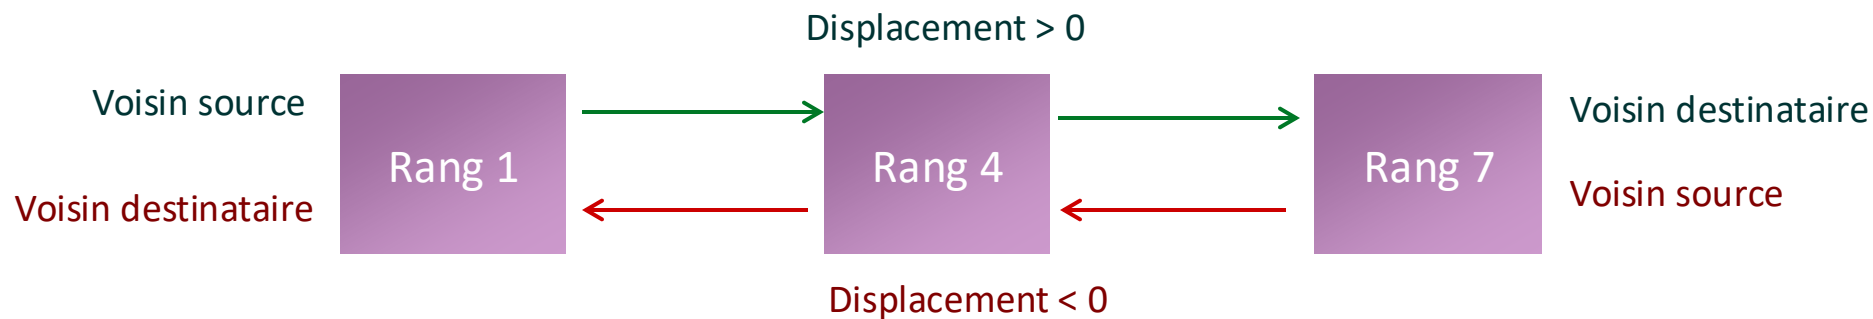 Displacement > 0
Voisin source
Voisin destinataire
Rang 1
Rang 4
Rang 7
Voisin destinataire
Voisin source
Displacement < 0